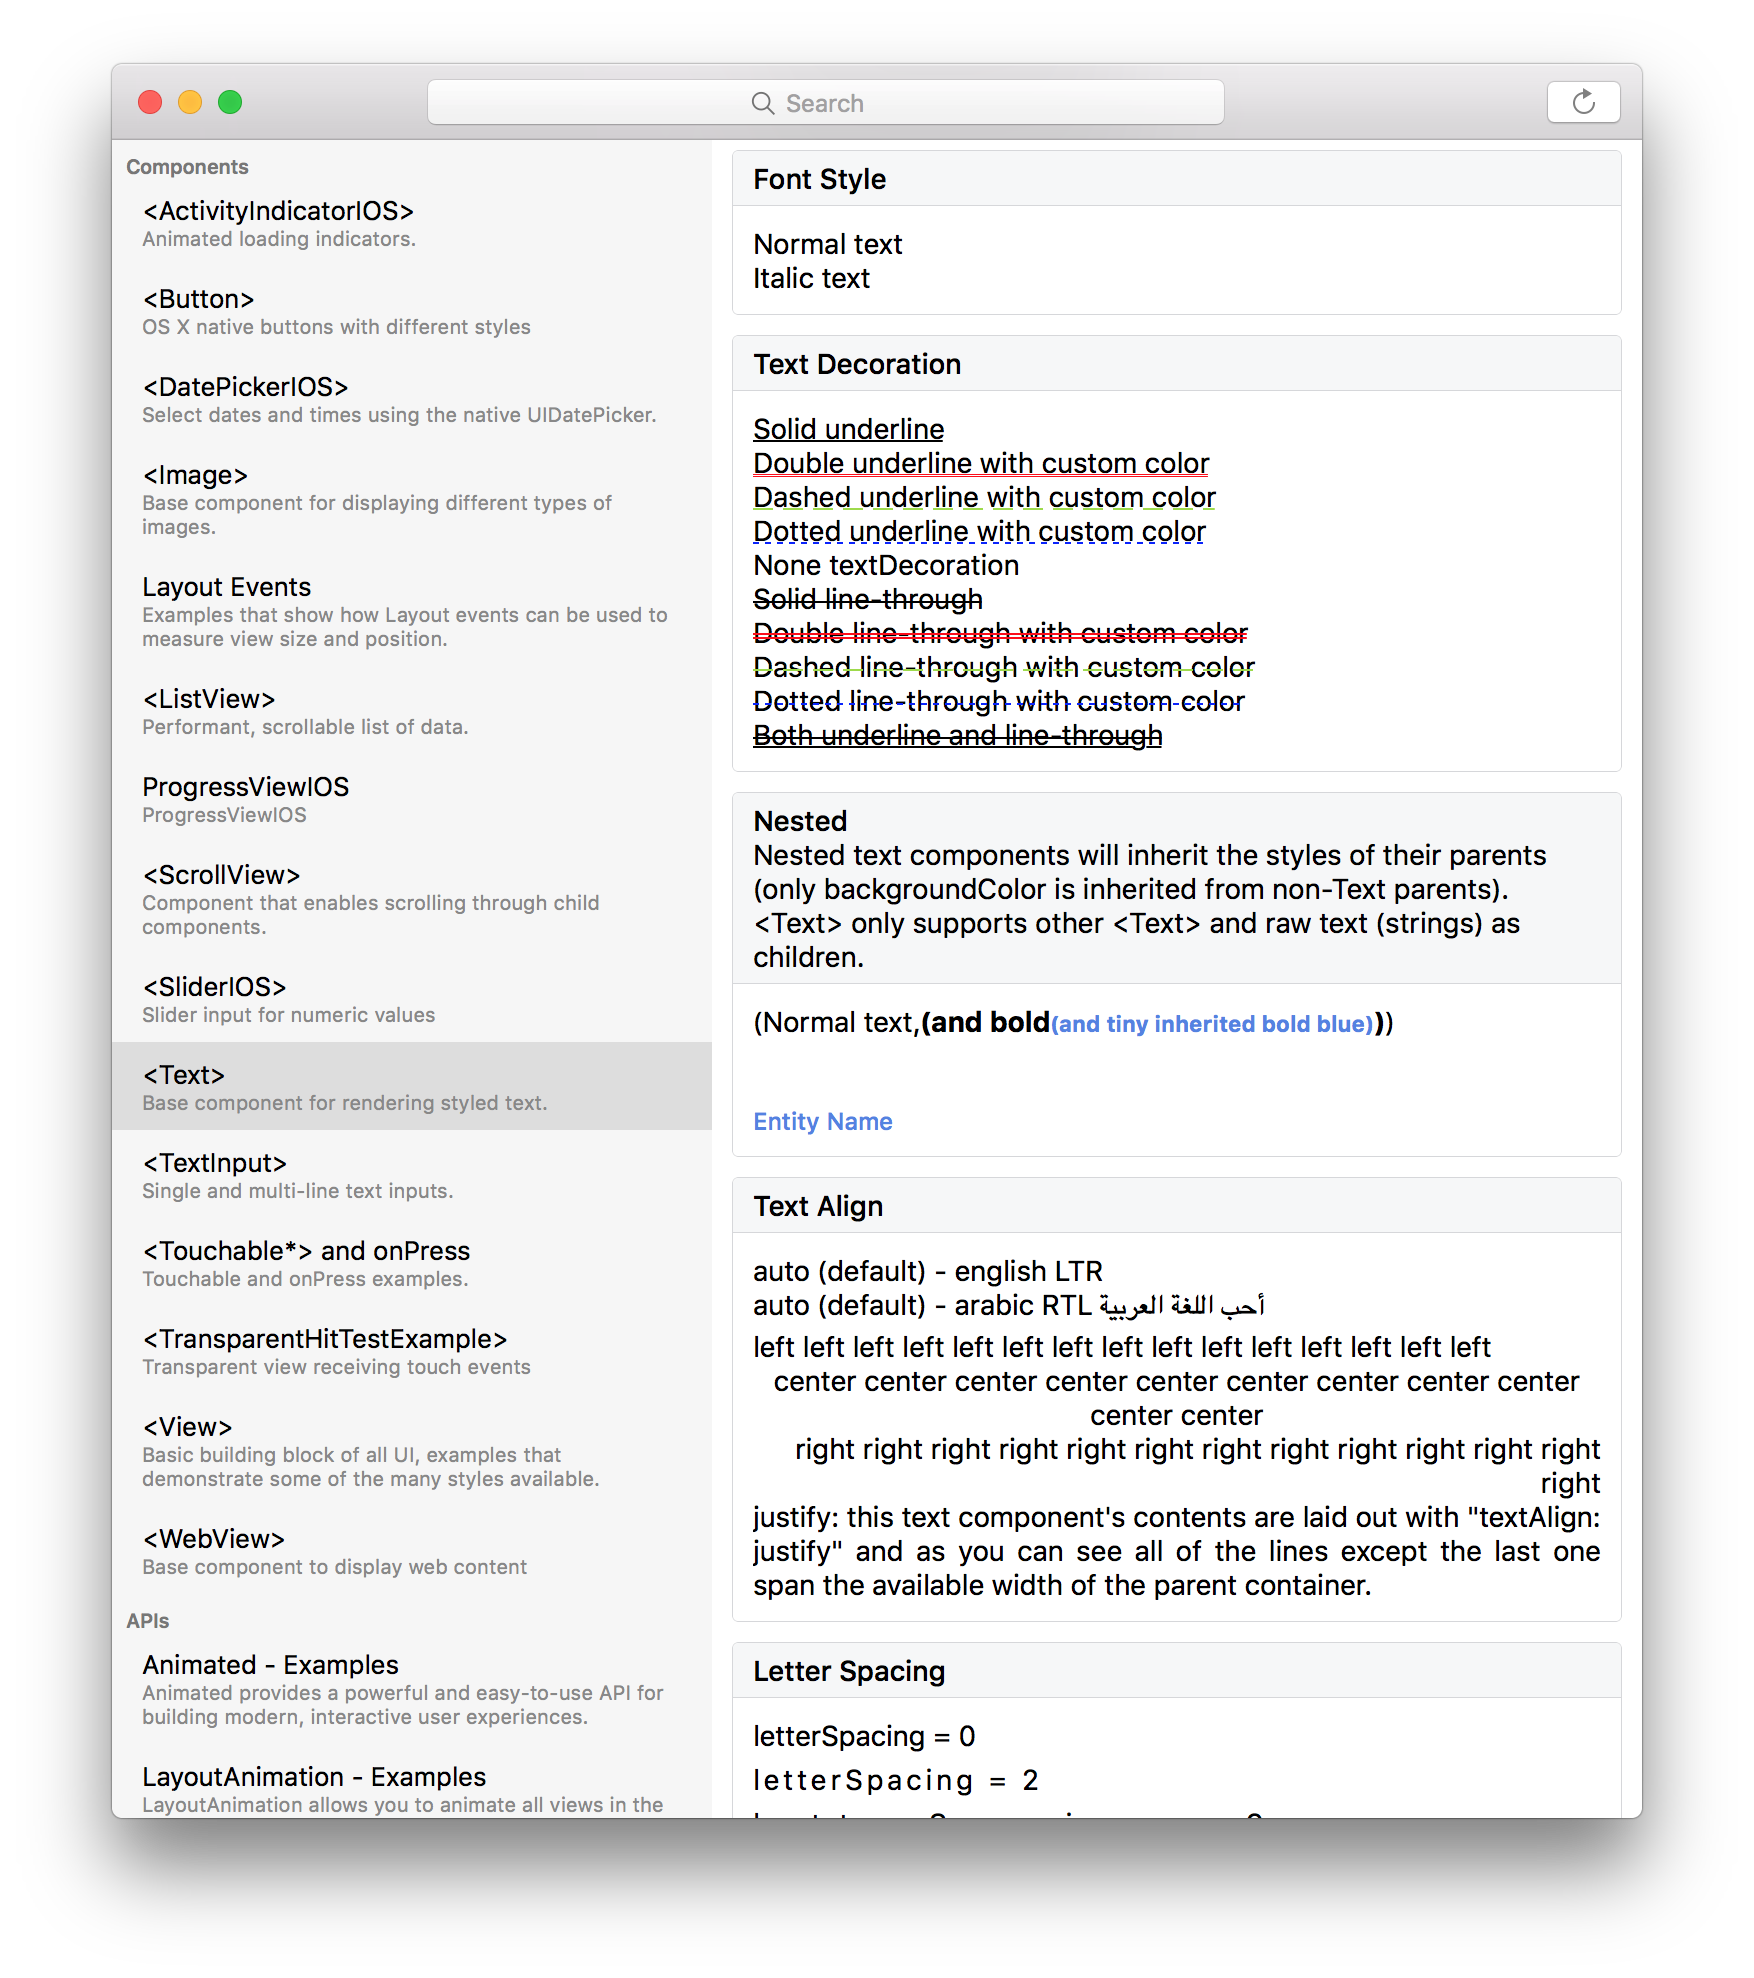 Search
Components
<ActivityIndicatorIOS>
Animated loading indicators.
<Button>
OS X native buttons with different styles
<DatePickerIOS>
Select dates and times using the native UIDatePicker.
<Image>
Base component for displaying different types of
images.
Layout Events
Examples that show how Layout events can be used to
measure view size and position.
<ListView>
Performant, scrollable list of data.
ProgressViewIOS
ProgressViewIOS
<ScrollView>
Component that enables scrolling through child
components.
<SliderIOS>
Slider input for numeric values
<Text>
Base component for rendering styled text.
<TextInput>
Single and multi-line text inputs.
<Touchable*> and onPress
Touchable and onPress examples.
<TransparentHitTestExample>
Transparent view receiving touch events
<View>
Basic building block of all UI, examples that
demonstrate some of the many styles available.
<WebView>
Base component to display web content
APIs
Animated - Examples
Animated provides a powerful and easy-to-use API for
building modern, interactive user experiences.
LayoutAnimation - Examples
LayoutAnimation allows you to animate all views in the
Font Style
Normal text
Italic text
Text Decoration
Solid underline
Double underline with custom color
Dashed underline with custom color
Dotted underline with custom color
None textDecoration
Solid line-through
Double line-through with custom color
Dashed line-through with custom color
Dotted line-through with custom color
Both underline and line-through
Nested
Nested text components will inherit the styles of their parents
(only backgroundColor is inherited from non-Text parents).
<Text> only supports other <Text> and raw text (strings) as
children.
(Normal text,(and bold(and tiny inherited bold blue)))
Entity Name
Text Align
auto (default) - english LTR
auto (default) - arabic RTL أحب اللغة العربية
left left left left left left left left left left left left left left left
center center center center center center center center center
center center
right right right right right right right right right right right right
right
justify: this text component's contents are laid out with "textAlign:
justify" and as you can see all of the lines except the last one
span the available width of the parent container.
Letter Spacing
letterSpacing = 0
letterSpacing = 2